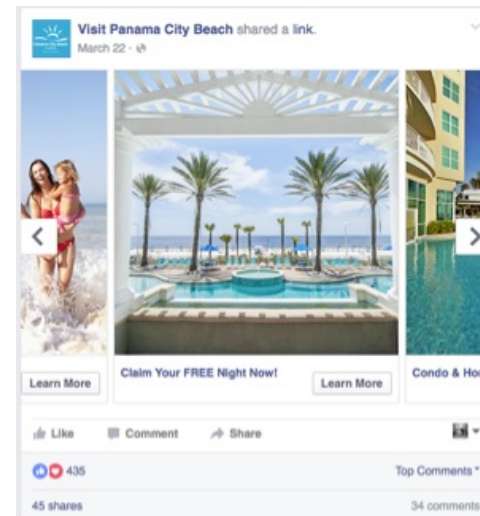 Visit Panama City Beach shared a link.
March 22 ·
Learn More
Claim Your FREE Night Now!
Learn More
Condo & Ho
Like
Comment
Share
435
Top Comments
45 shares
34 comments